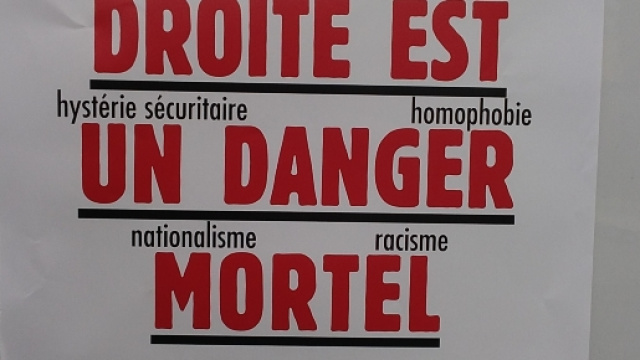 DROITE EST
hystérie sécuritaire homophobie
UN DANGER
nationalisme racisme
MORTEL